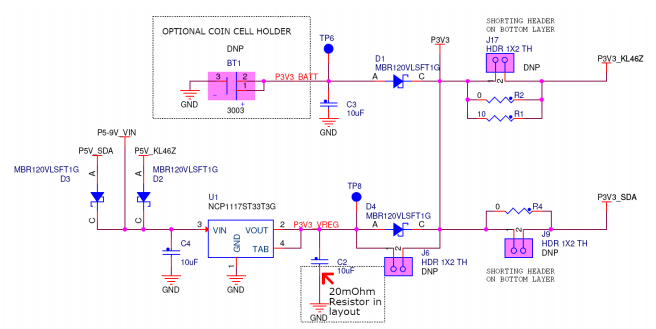 OPTIONAL COIN CELL HOLDER
DNP
BT1
3 2
1
- +
3003
GND
P3V3_BATT
TP6
C3
10uF
GND
D1
MBR120VLSFT1G
A C
P3V3
SHORTING HEADER
ON BOTTOM LAYER
J17
HDR 1X2 TH
DNP
1 2
P3V3_KL46Z
0 R2
10 R1
P5-9V_VIN
P5V_SDA P5V_KL46Z
MBR120VLSFT1G
D3
A
C
MBR120VLSFT1G
D2
A
C
C4
10uF
GND
U1
NCP1117ST33T3G
3 VIN VOUT 2
TAB 4
GND
1
GND
P3V3_VREG
C2
10uF
20mOhm
Resistor in
layout
GND
TP8
D4
MBR120VLSFT1G
A C
1 2
J6
HDR 1X2 TH
DNP
0 R4
1 2
J9
HDR 1X2 TH
DNP
SHORTING HEADER
ON BOTTOM LAYER
P3V3_SDA